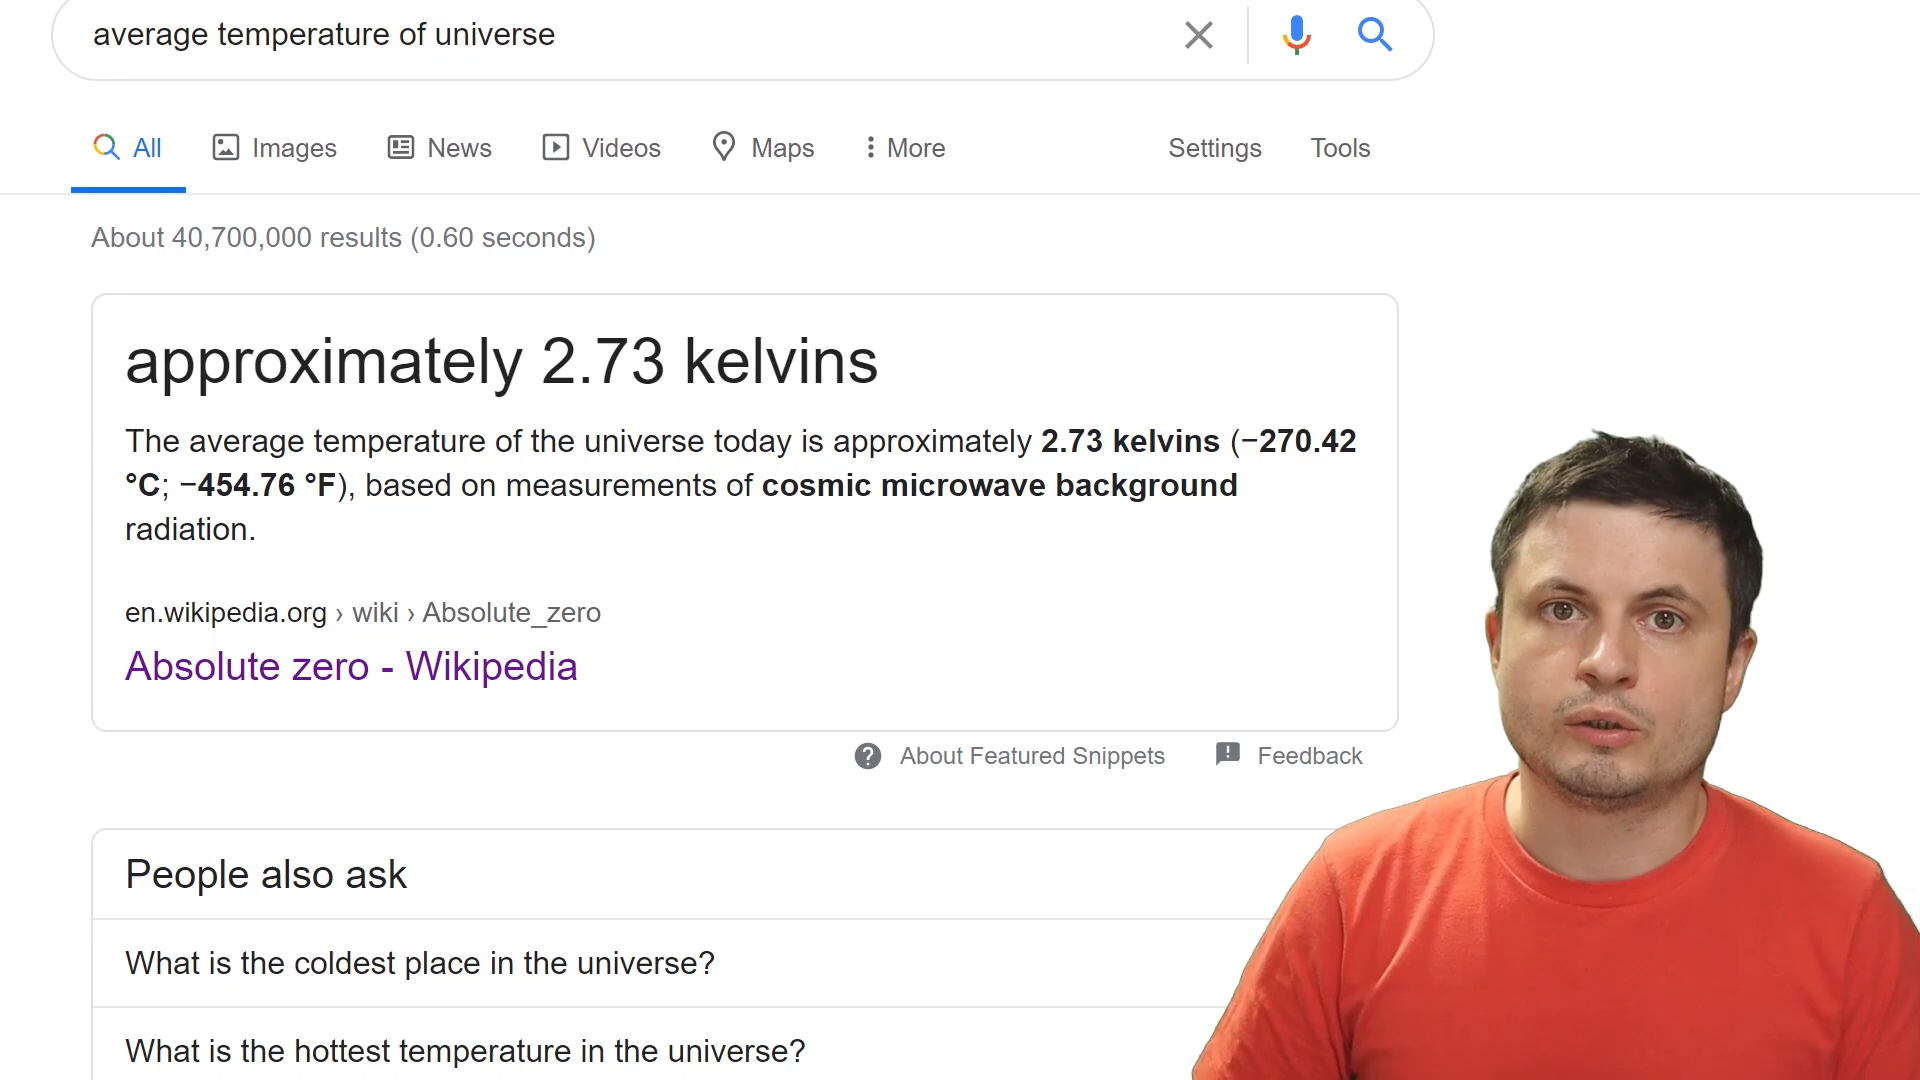 average temperature of universe
All Images News Videos Maps More Settings Tools
About 40,700,000 results (0.60 seconds)
approximately 2.73 kelvins
The average temperature of the universe today is approximately 2.73 kelvins (−270.42
°C; −454.76 °F), based on measurements of cosmic microwave background
radiation.
en.wikipedia.org › wiki › Absolute_zero
Absolute zero - Wikipedia
About Featured Snippets Feedback
People also ask
What is the coldest place in the universe?
What is the hottest temperature in the universe?